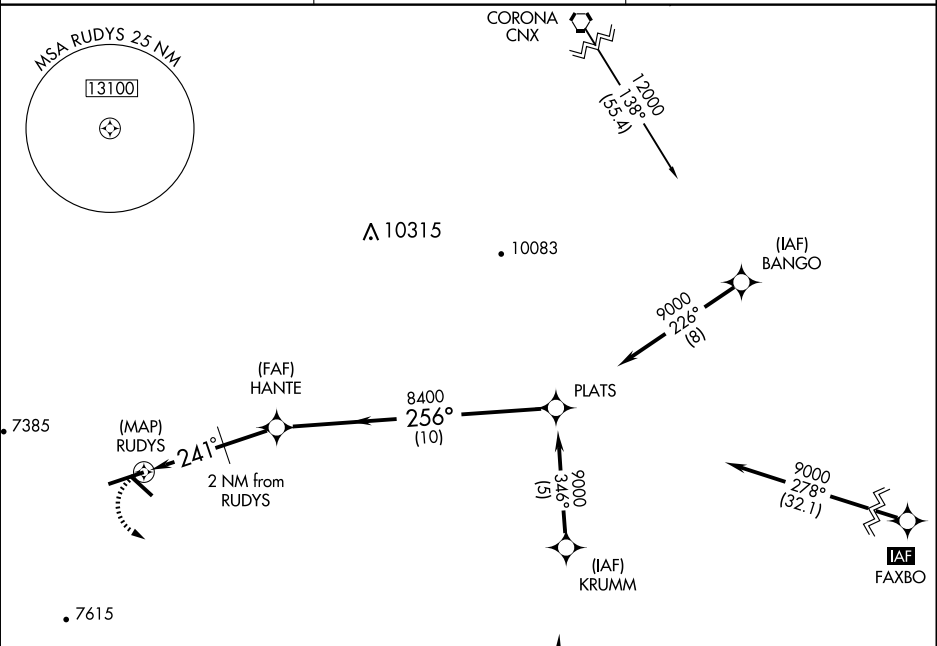 MSA RUDYS 25 NM
13100
CORONA
CNX
12000
138°
(55.4)
10315
10083
(IAF)
BANGO
9000
226°
(8)
(FAF)
HANTE
8400
256°
(10)
PLATS
7385
(MAP)
RUDYS
241°
2 NM from
RUDYS
9000
346°
(5)
9000
278°
(32.1)
(IAF)
KRUMM
IAF
FAXBO
7615